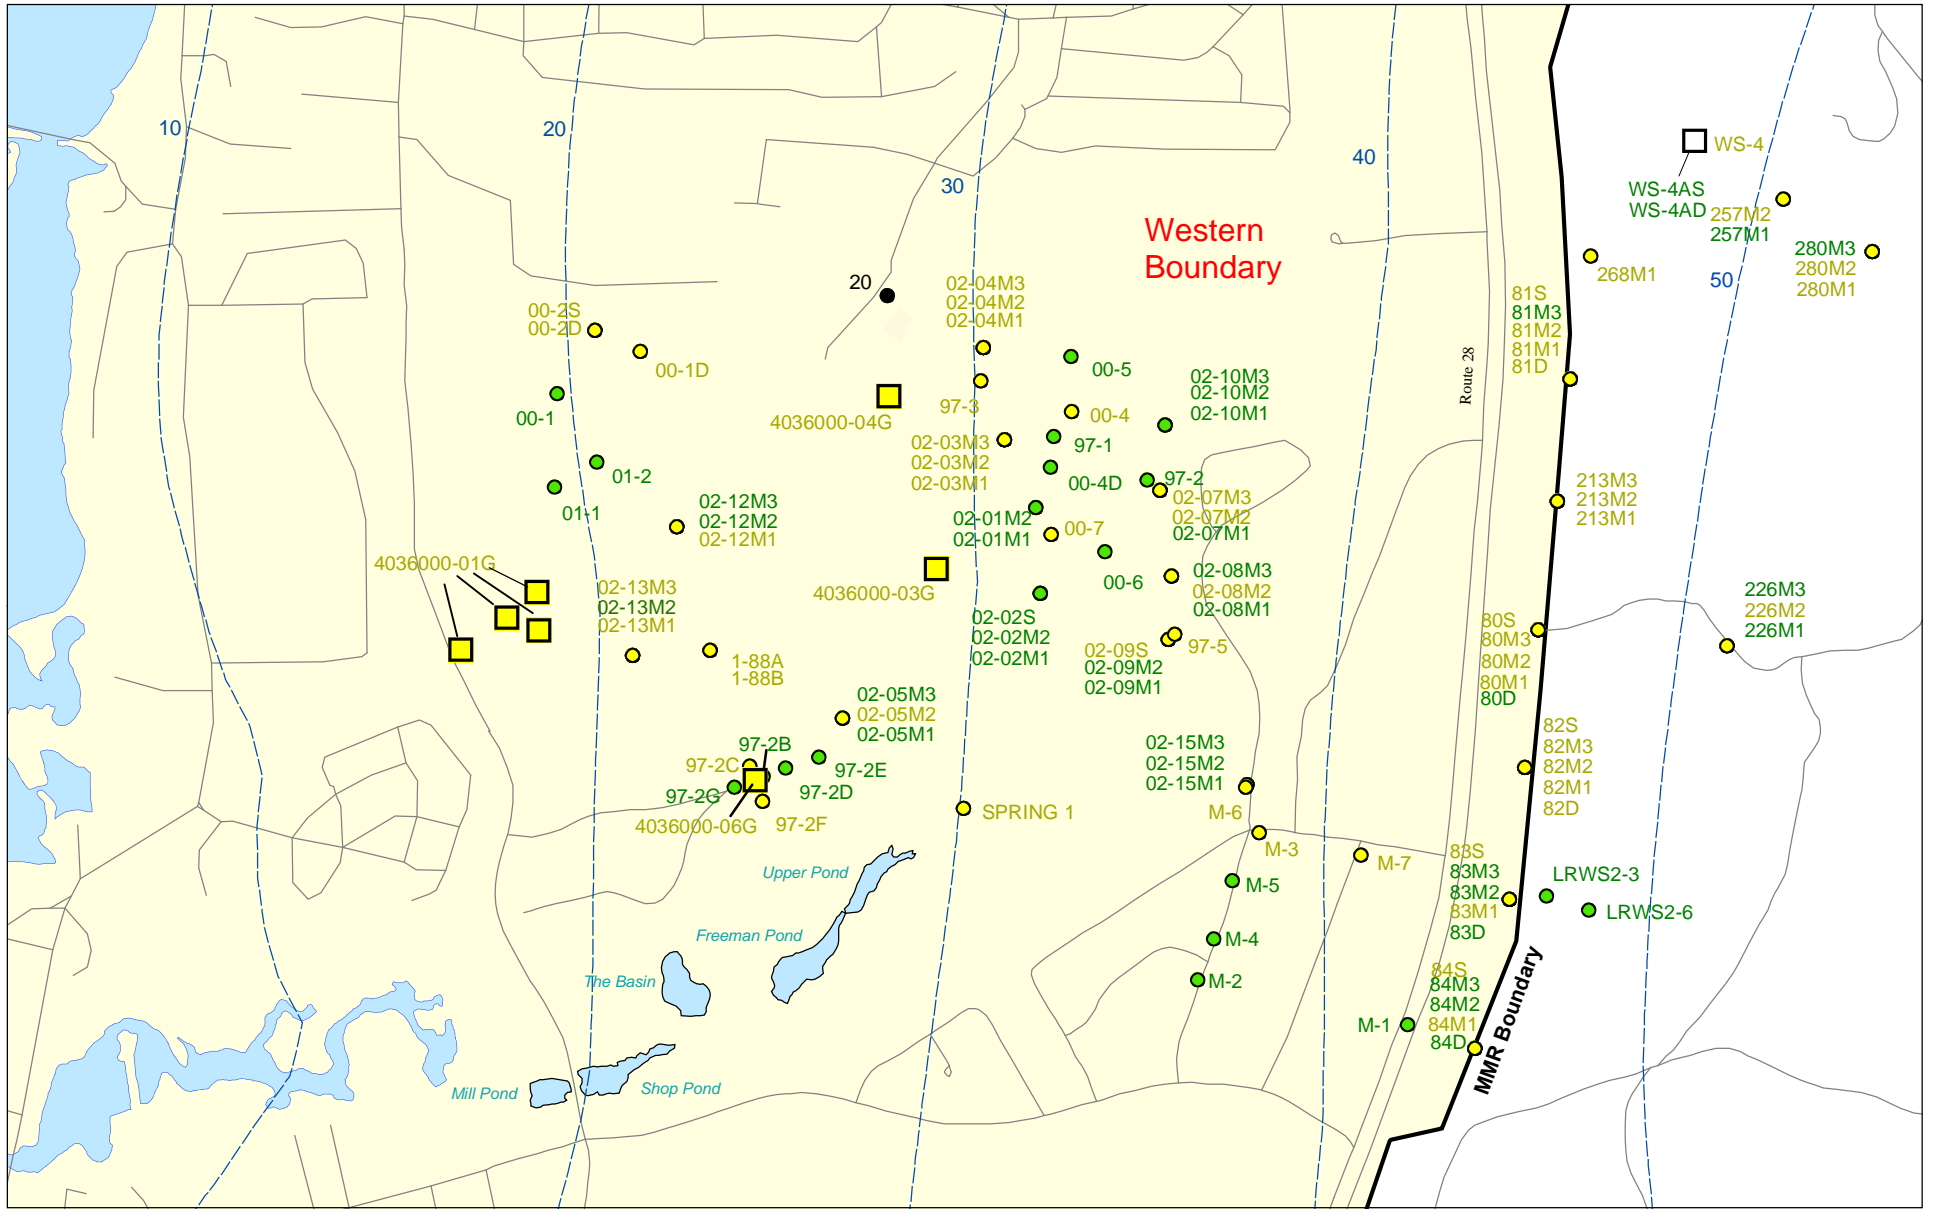 10
20
30
40
50
WS-4
WS-4AS
WS-4AD
257M2
257M1
280M3
280M2
280M1
268M1
Western
Boundary
20
02-04M3
02-04M2
02-04M1
00-2S
00-2D
00-1D
00-1
81S
81M3
81M2
81M1
81D
Route 28
00-5
02-10M3
02-10M2
02-10M1
97-3
00-4
4036000-04G
97-1
02-03M3
02-03M2
02-03M1
00-4D
97-2
01-2
01-1
02-12M3
02-12M2
02-12M1
02-07M3
02-07M2
02-07M1
213M3
213M2
213M1
02-01M2
02-01M1
00-7
00-6
4036000-01G
4036000-03G
02-13M3
02-13M2
02-13M1
02-08M3
02-08M2
02-08M1
226M3
226M2
226M1
02-02S
02-02M2
02-02M1
80S
80M3
80M2
80M1
80D
02-09S
02-09M2
02-09M1
97-5
1-88A
1-88B
02-05M3
02-05M2
02-05M1
82S
82M3
82M2
82M1
82D
97-2B
97-2C
97-2E
97-2D
97-2G
97-2F
4036000-06G
02-15M3
02-15M2
02-15M1
M-6
SPRING 1
M-3
M-7
M-5
83S
83M3
83M2
83M1
83D
LRWS2-3
LRWS2-6
Upper Pond
Freeman Pond
The Basin
M-4
M-2
M-1
84S
84M3
84M2
84M1
84D
MMR Boundary
Mill Pond
Shop Pond